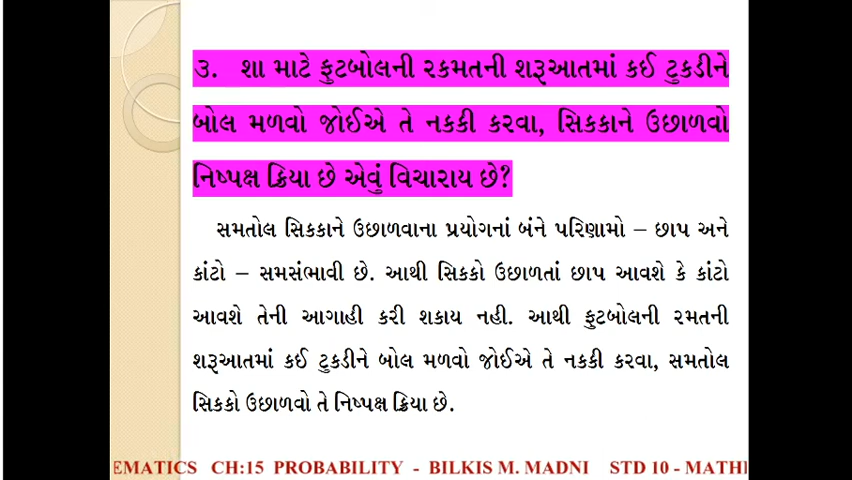 ૩. શા માટે ફુટબોલની રકમતની શરૂઆતમાં કઈ ટુકડીને
બોલ મળવો જોઈએ તે નકકી કરવા, સિકકાને ઉછાળવો
નિષ્પક્ષ ક્રિયા છે એવું વિચારાય છે?
સમતોલ સિકકાને ઉછાળવાના પ્રયોગનાં બંને પરિણામો – છાપ અને
કાંટો – સમસંભાવી છે. આથી સિકકો ઉછાળતાં છાપ આવશે કે કાંટો
આવશે તેની આગાહી કરી શકાય નહી. આથી ફુટબોલની રમતની
શરૂઆતમાં કઈ ટુકડીને બોલ મળવો જોઈએ તે નકકી કરવા, સમતોલ
સિકકો ઉછાળવો તે નિષ્પક્ષ ક્રિયા છે.
EMATICS CH:15 PROBABILITY - BILKIS M. MADNI STD 10 - MATHE